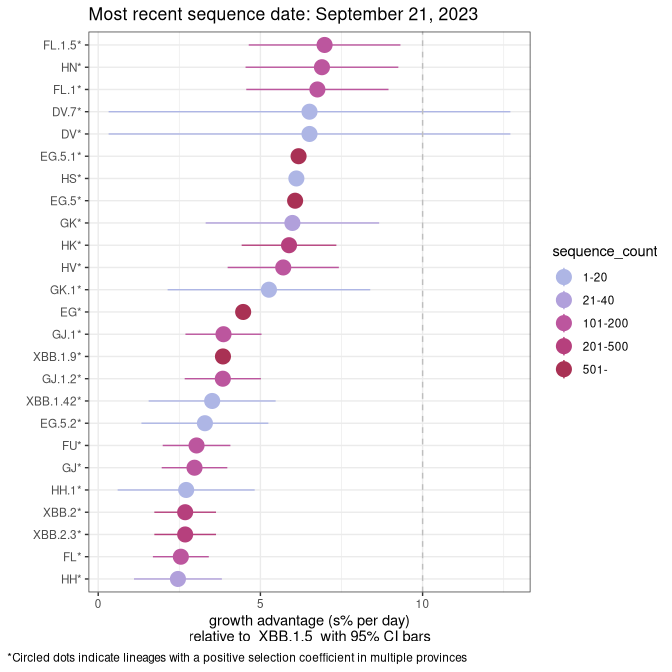 Most recent sequence date: September 21, 2023
FL.1.5*
HN*
FL.1*
DV.7*
DV*
EG.5.1*
HS*
EG.5*
GK*
HK*
HV*
GK.1*
EG*
GJ.1*
XBB.1.9*
GJ.1.2*
XBB.1.42*
EG.5.2*
FU*
GJ*
HH.1*
XBB.2*
XBB.2.3*
FL*
HH*
0 5 10
growth advantage (s% per day)
relative to XBB.1.5 with 95% CI bars
sequence_count
1-20
21-40
101-200
201-500
501-
*Circled dots indicate lineages with a positive selection coefficient in multiple provinces